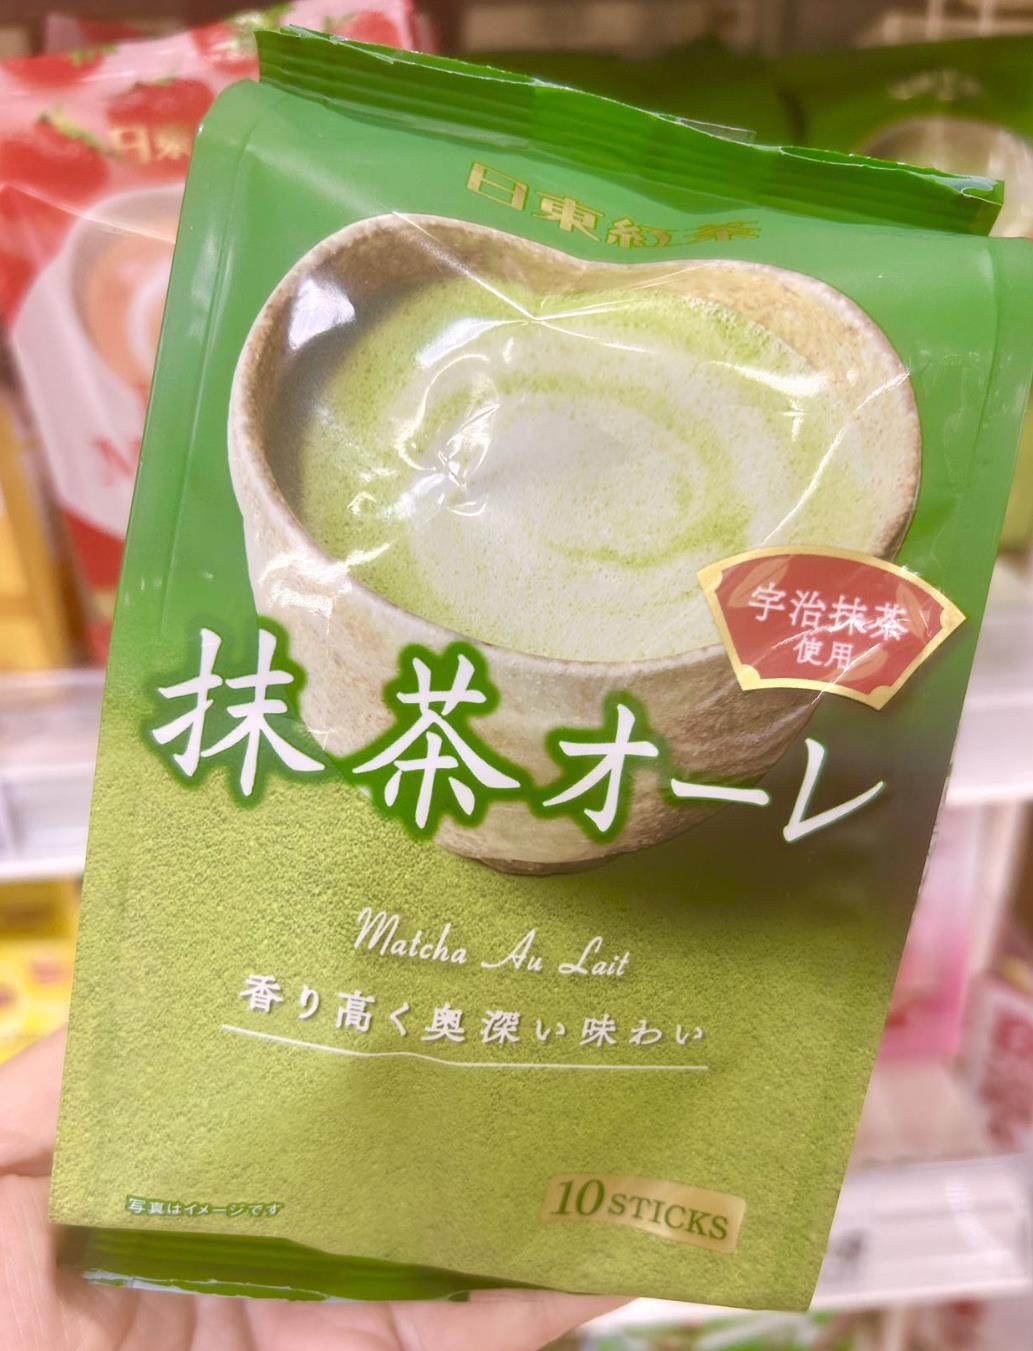 日東紅茶
宇治抹茶
使用
抹茶オーレ
Matcha Au Lait
香り高く奥深い味わい
写真はイメージです
10 STICKS